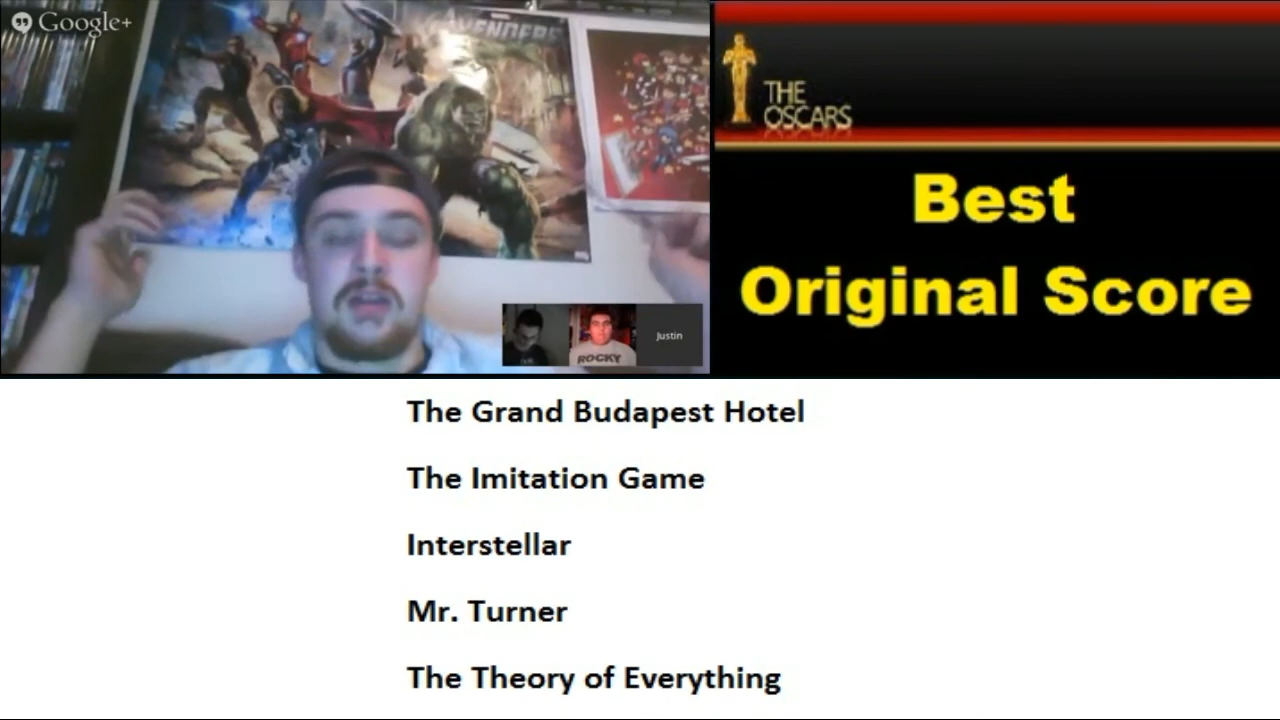 Google+
AVENGERS
THE
OSCARS
Best
Original Score
Justin
ROCKY
The Grand Budapest Hotel
The Imitation Game
Interstellar
Mr. Turner
The Theory of Everything